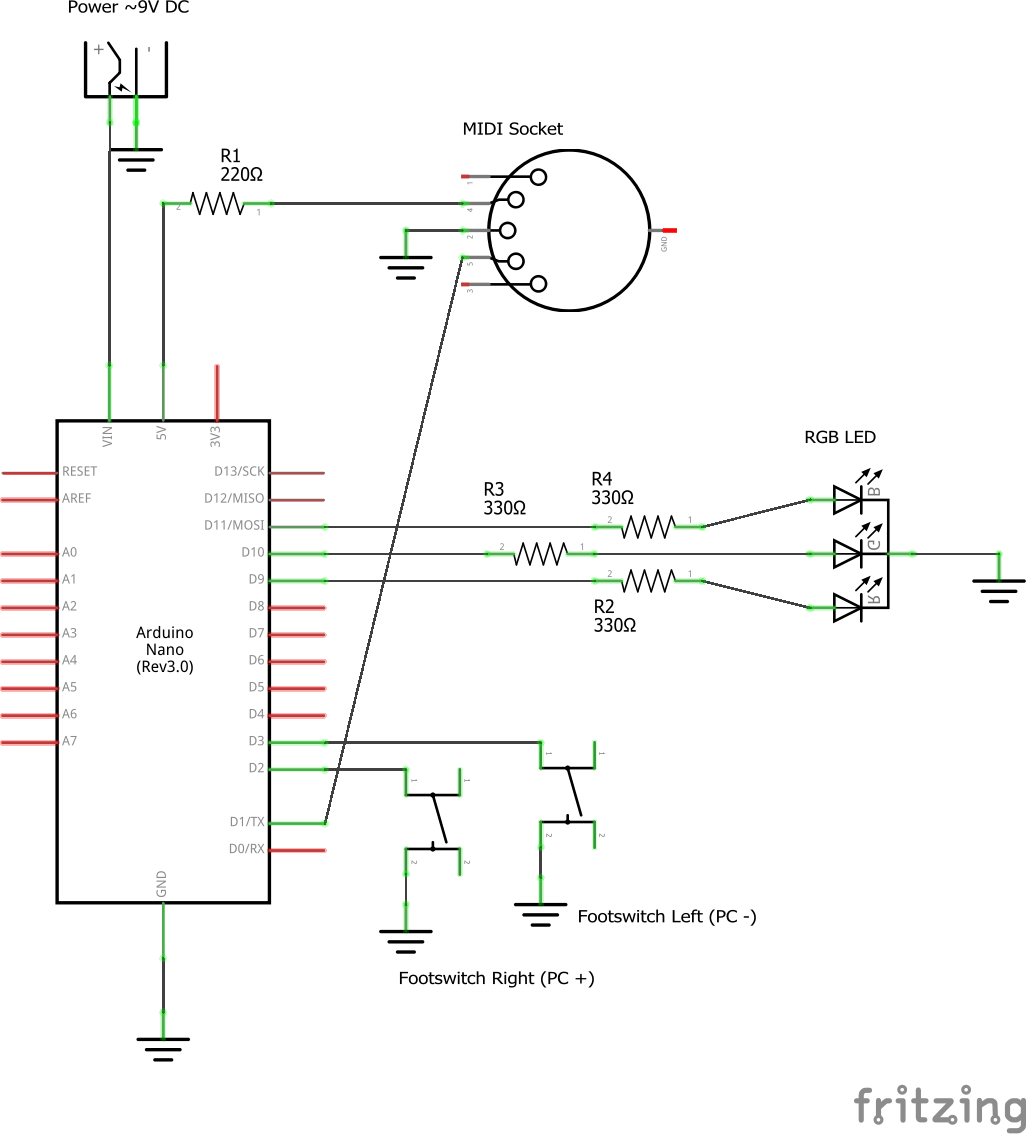 Power ~9V DC
+
-
MIDI Socket
R1
220Ω
2
1
1
4
2
5
3
GND
VIN
5V
3V3
RGB LED
RESET
AREF
A0
A1
A2
A3
A4
A5
A6
A7
D13/SCK
D12/MISO
D11/MOSI
D10
D9
D8
D7
D6
D5
D4
D3
D2
D1/TX
D0/RX
GND
Arduino
Nano
(Rev3.0)
R4
330Ω
2
1
R3
330Ω
2
1
2
1
R2
330Ω
B
G
R
1
1
2
2
1
1
2
2
Footswitch Left (PC -)
Footswitch Right (PC +)
fritzing